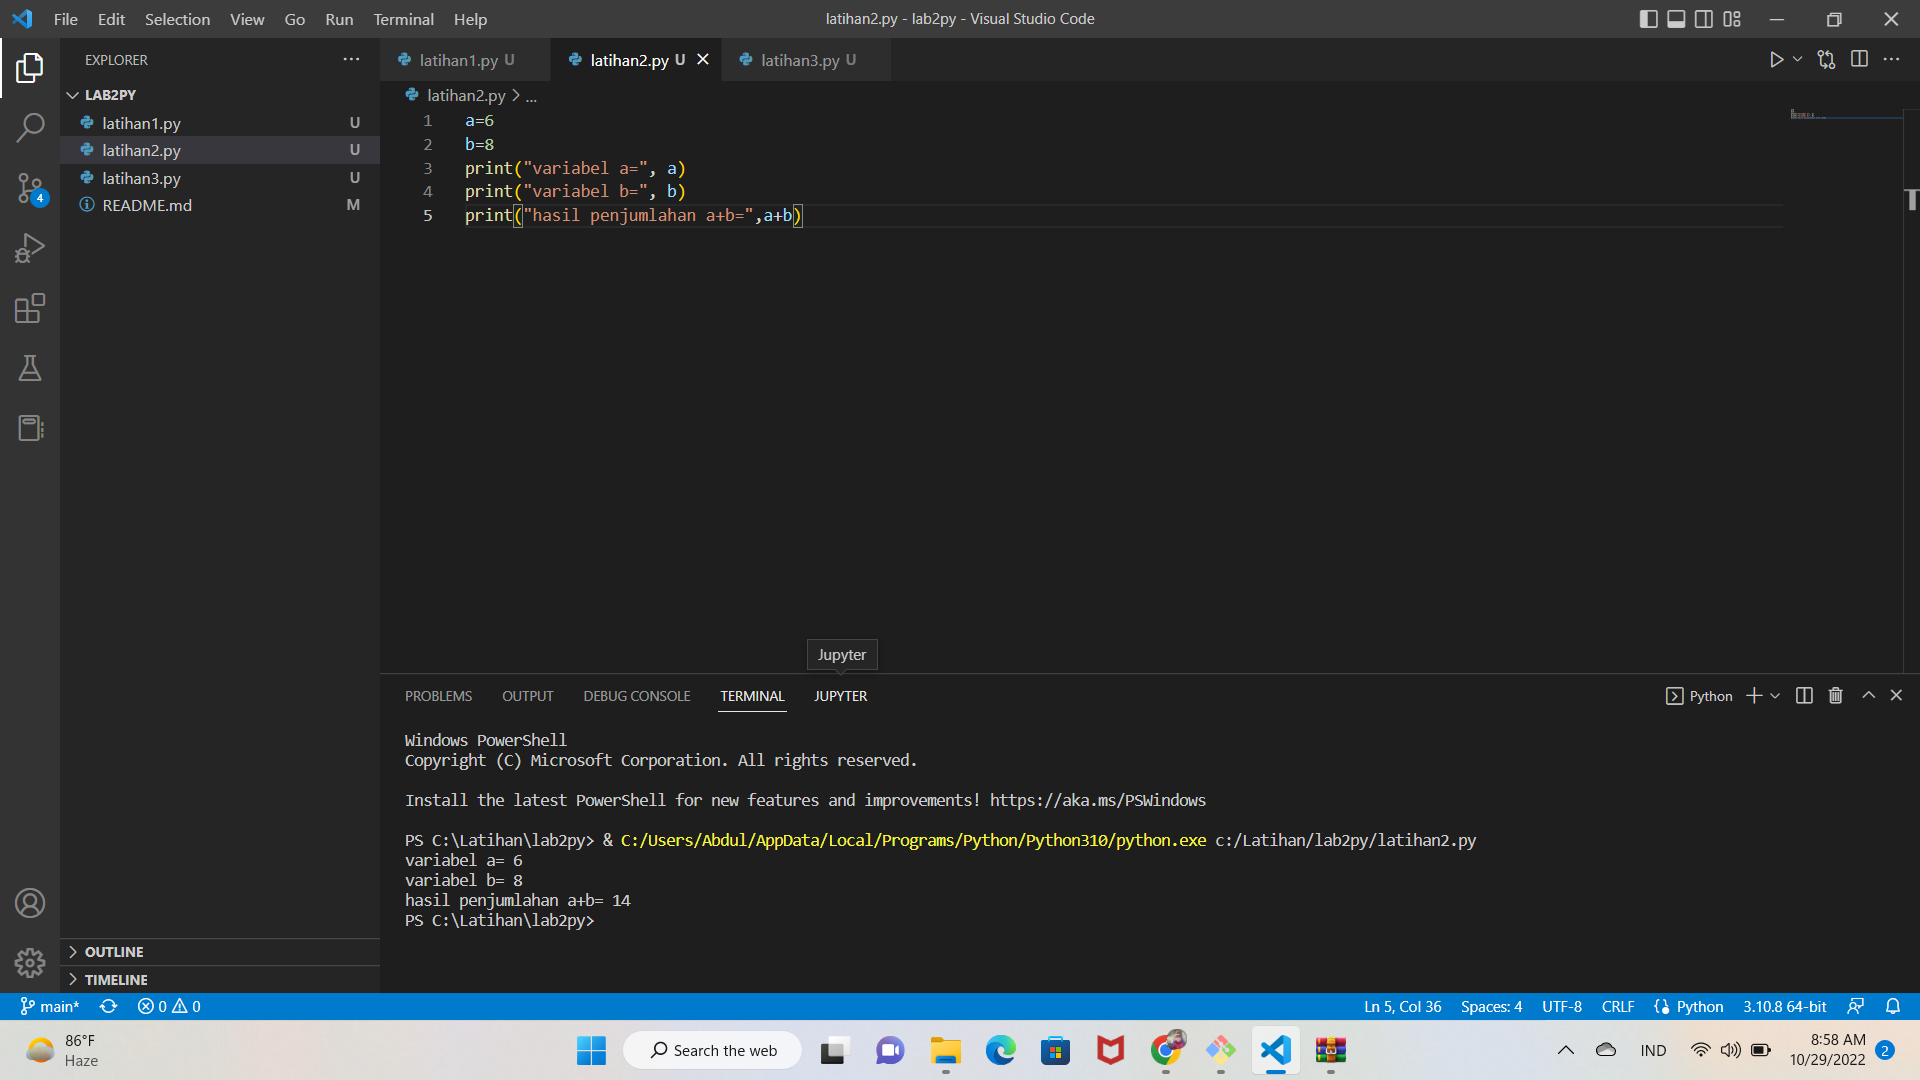 File Edit Selection View Go Run Terminal Help
latihan2.py - lab2py - Visual Studio Code
EXPLORER
LAB2PY
latihan1.py U
latihan2.py U
latihan3.py U
README.md M
4
OUTLINE
TIMELINE
latihan1.py U latihan2.py U latihan3.py U
latihan2.py > ...
1 a=6
2 b=8
3 print("variabel a=", a)
4 print("variabel b=", b)
5 print("hasil penjumlahan a+b=",a+b)
Jupyter
PROBLEMS OUTPUT DEBUG CONSOLE TERMINAL JUPYTER
Python
Windows PowerShell
Copyright (C) Microsoft Corporation. All rights reserved.
Install the latest PowerShell for new features and improvements! https://aka.ms/PSWindows
PS C:\Latihan\lab2py> & C:/Users/Abdul/AppData/Local/Programs/Python/Python310/python.exe c:/Latihan/lab2py/latihan2.py
variabel a= 6
variabel b= 8
hasil penjumlahan a+b= 14
PS C:\Latihan\lab2py>
main* 0 0 Ln 5, Col 36 Spaces: 4 UTF-8 CRLF Python 3.10.8 64-bit
86°F
Haze
Search the web
IND
8:58 AM
10/29/2022
2